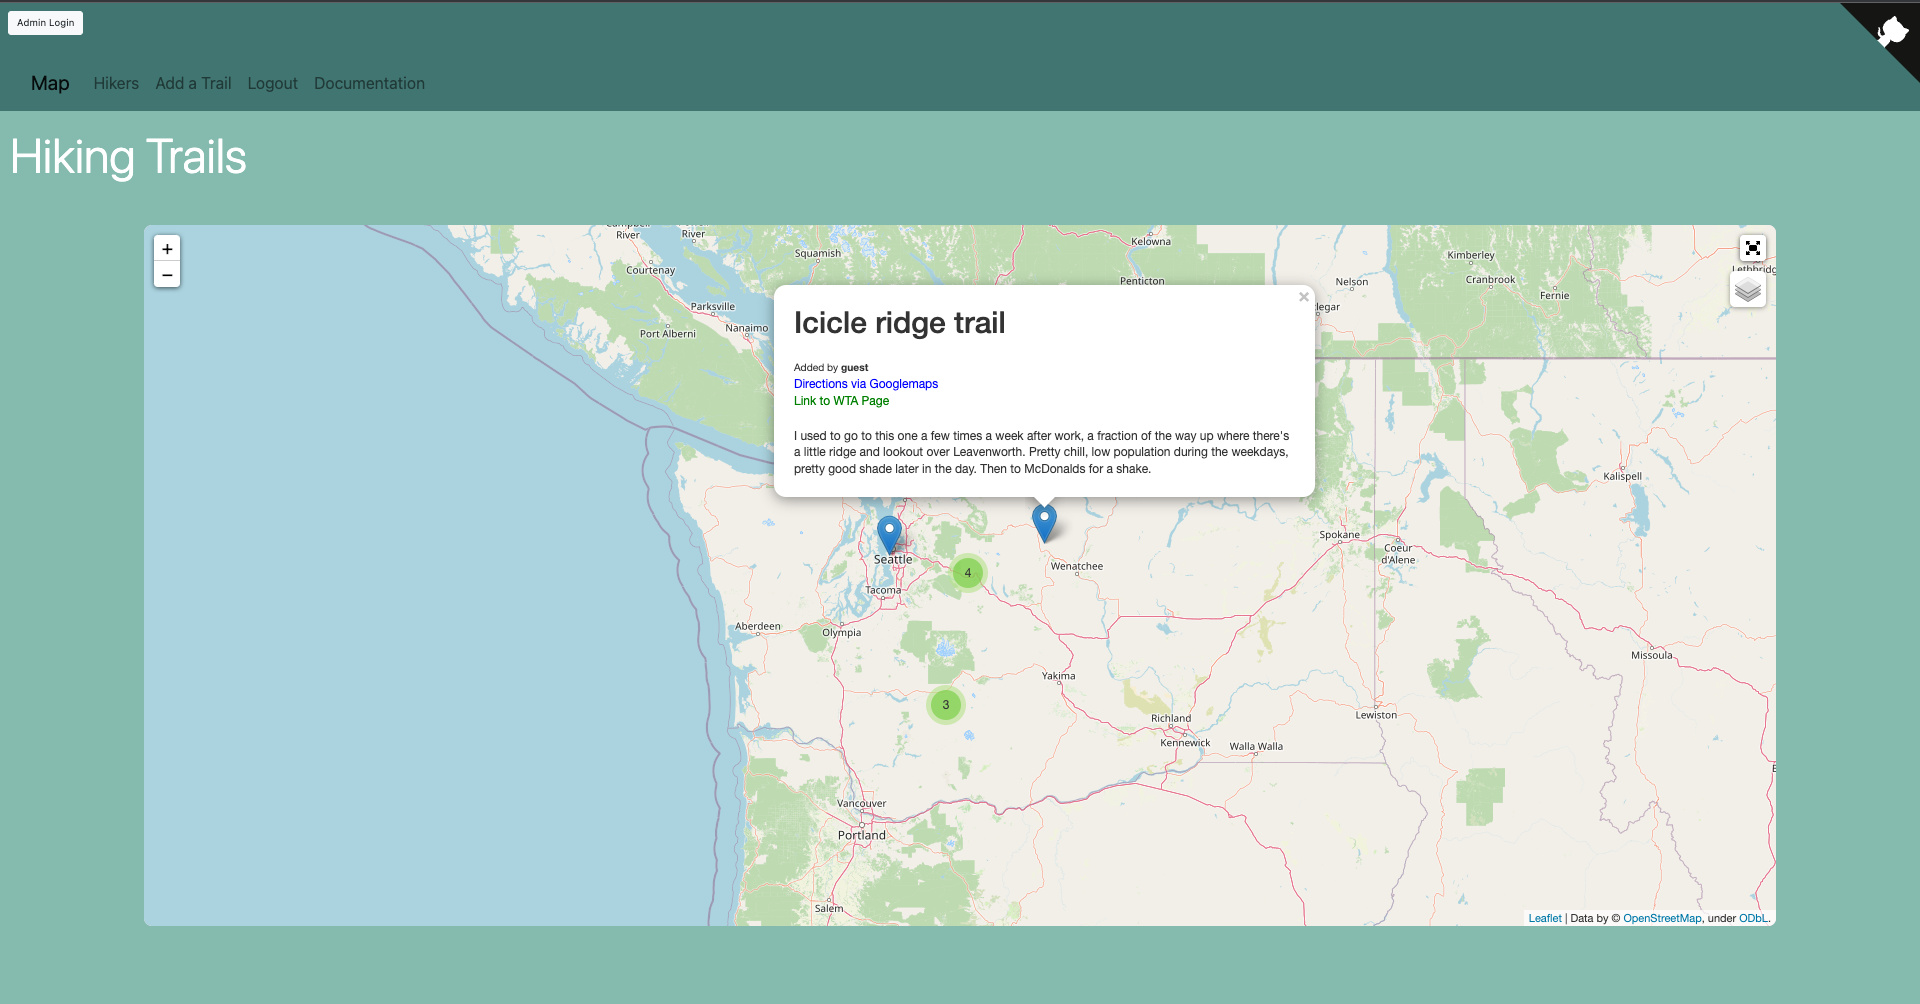 Admin Login
Map Hikers Add a Trail Logout Documentation
Hiking Trails
+
−
River
River
Squamish
Kelowna
Courtenay
Penticton
Nelson
Kimberley
Cranbrook
Lethbridg
Fernie
Parksville
Nanaimo
Port Alberni
legar
×
Icicle ridge trail
Added by guest
Directions via Googlemaps
Link to WTA Page
I used to go to this one a few times a week after work, a fraction of the way up where there's
a little ridge and lookout over Leavenworth. Pretty chill, low population during the weekdays,
pretty good shade later in the day. Then to McDonalds for a shake.
Kalispell
Spokane
Coeur
d'Alene
Seattle
4
Wenatchee
Tacoma
Aberdeen
Olympia
Missoula
Yakima
3
Lewiston
Richland
Kennewick
Walla Walla
Vancouver
Portland
Salem
Leaflet | Data by © OpenStreetMap, under ODbL.